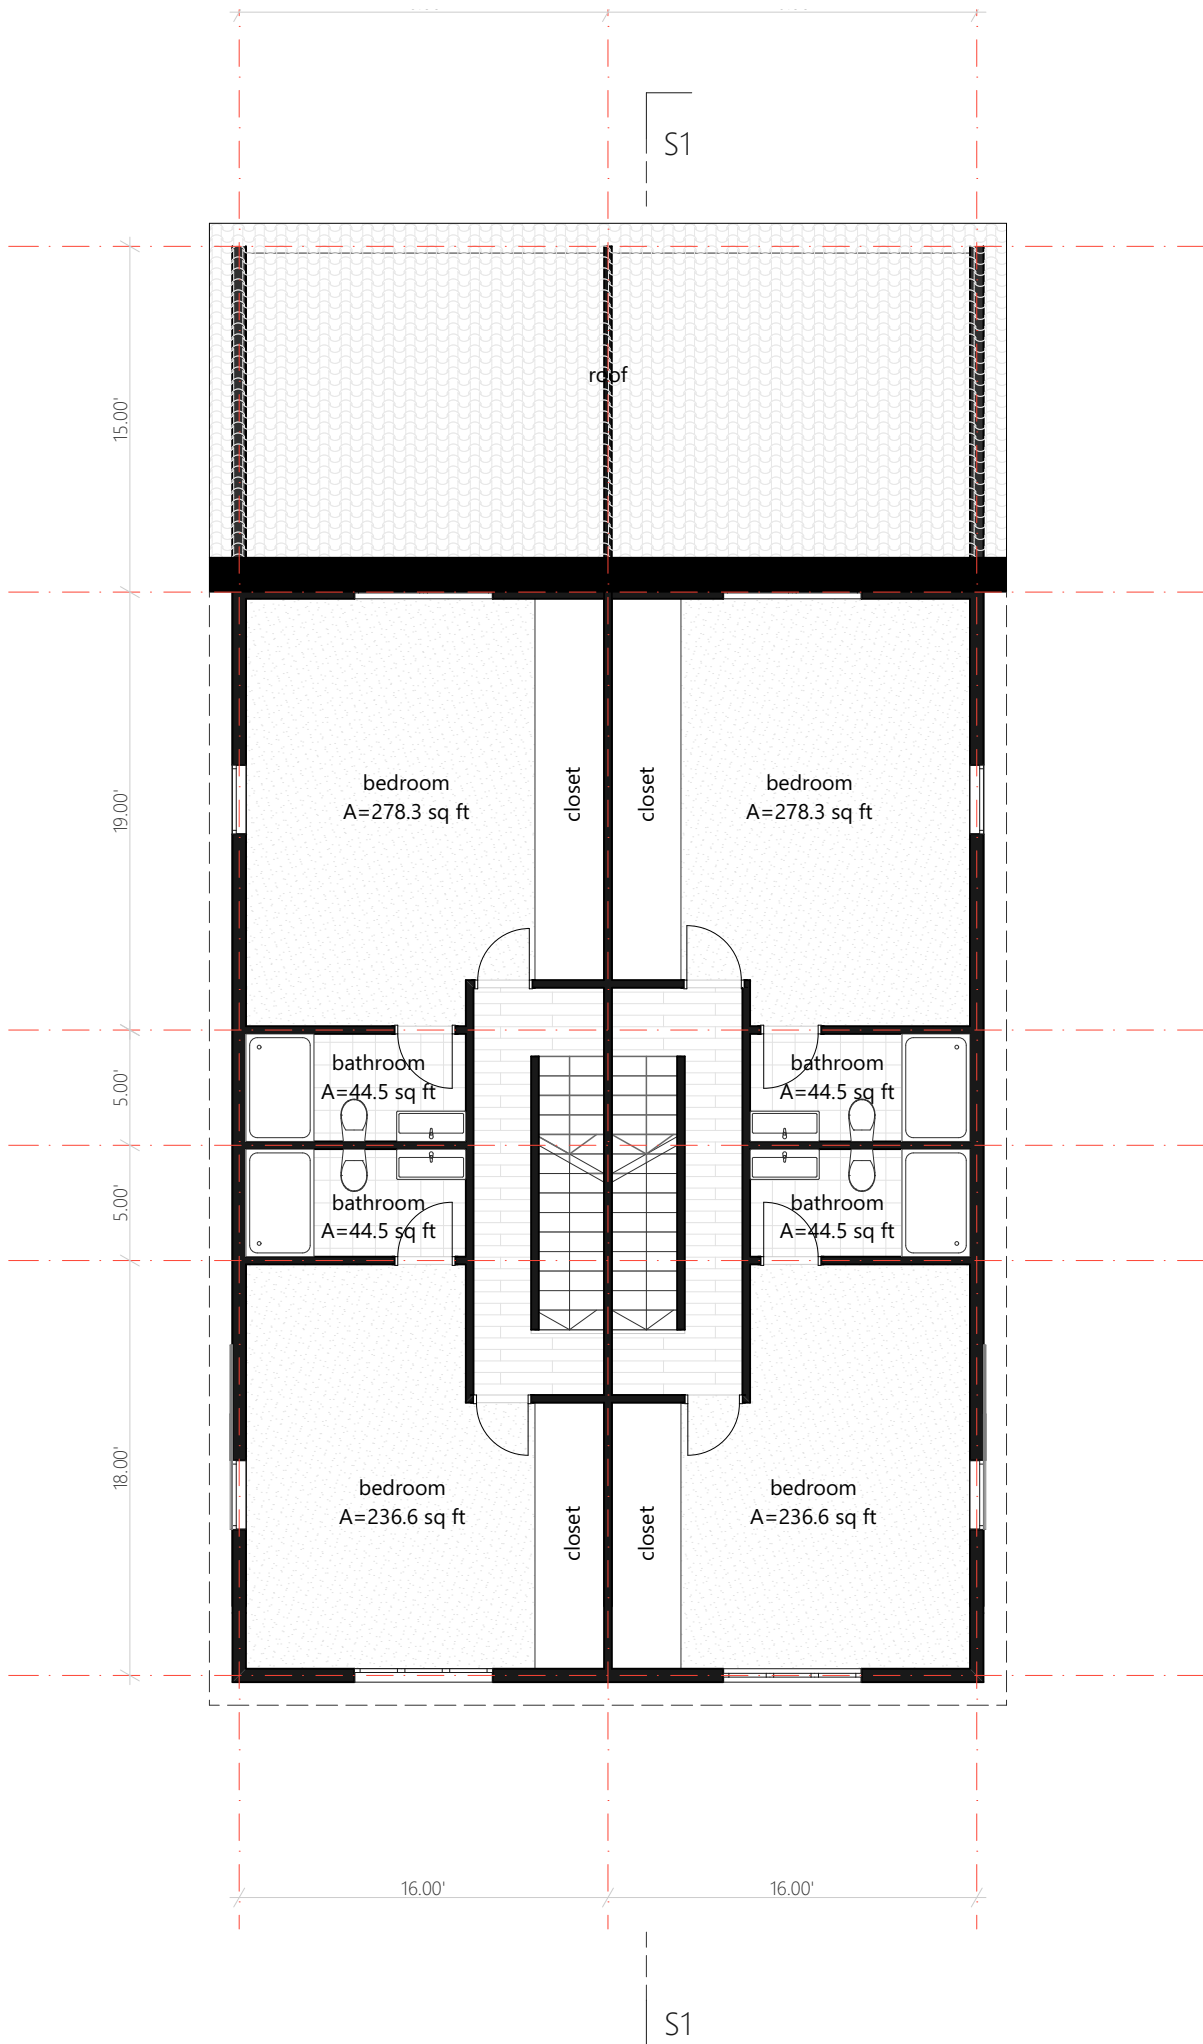 S1
roof
15.00'
bedroom
A=278.3 sq ft
closet
closet
bedroom
A=278.3 sq ft
19.00'
bathroom
A=44.5 sq ft
bathroom
A=44.5 sq ft
5.00'
bathroom
A=44.5 sq ft
bathroom
A=44.5 sq ft
5.00'
bedroom
A=236.6 sq ft
closet
closet
bedroom
A=236.6 sq ft
18.00'
16.00'
16.00'
S1